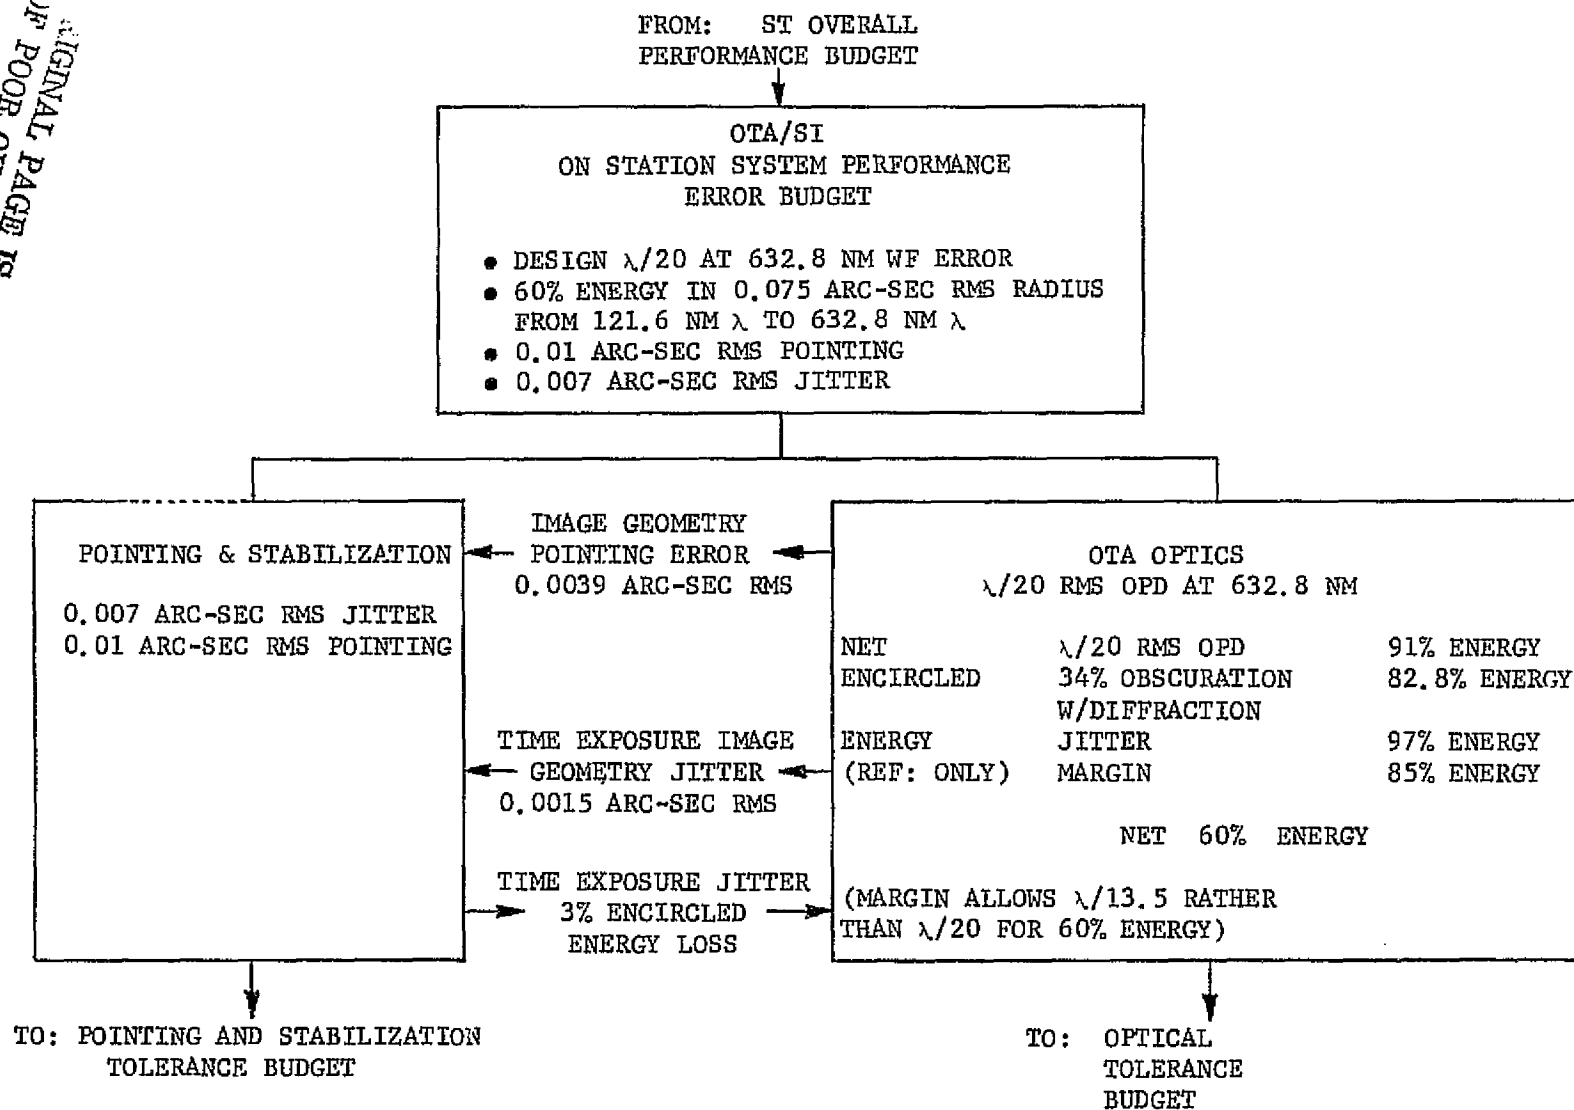 ORIGINAL PAGE IS
OF POOR
FROM: ST OVERALL
PERFORMANCE BUDGET
OTA/SI
ON STATION SYSTEM PERFORMANCE
ERROR BUDGET
• DESIGN λ/20 AT 632.8 NM WF ERROR
• 60% ENERGY IN 0.075 ARC-SEC RMS RADIUS
FROM 121.6 NM λ TO 632.8 NM λ
• 0.01 ARC-SEC RMS POINTING
• 0.007 ARC-SEC RMS JITTER
POINTING & STABILIZATION
0.007 ARC-SEC RMS JITTER
0.01 ARC-SEC RMS POINTING
IMAGE GEOMETRY
POINTING ERROR
0.0039 ARC-SEC RMS
TIME EXPOSURE IMAGE
GEOMETRY JITTER
0.0015 ARC-SEC RMS
TIME EXPOSURE JITTER
3% ENCIRCLED
ENERGY LOSS
OTA OPTICS
λ/20 RMS OPD AT 632.8 NM
NET λ/20 RMS OPD 91% ENERGY
ENCIRCLED 34% OBSCURATION 82.8% ENERGY
W/DIFFRACTION
ENERGY JITTER 97% ENERGY
(REF: ONLY) MARGIN 85% ENERGY
NET 60% ENERGY
(MARGIN ALLOWS λ/13.5 RATHER
THAN λ/20 FOR 60% ENERGY)
TO: POINTING AND STABILIZATION
TOLERANCE BUDGET
TO: OPTICAL
TOLERANCE
BUDGET